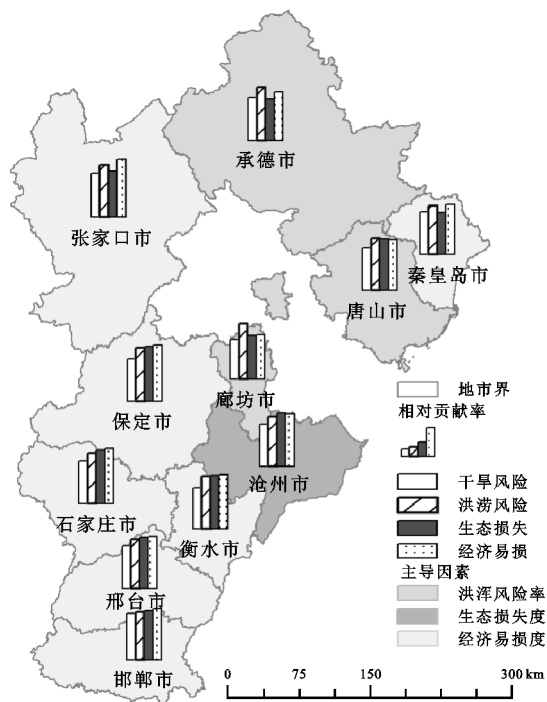 承德市
张家口市
秦皇岛市
唐山市
保定市
廊坊市
沧州市
石家庄市
衡水市
邢台市
邯郸市
地市界
相对贡献率
干旱风险
洪涝风险
生态损失
经济易损
主导因素
洪浑风险率
生态损失度
经济易损度
0 75 150 300 km